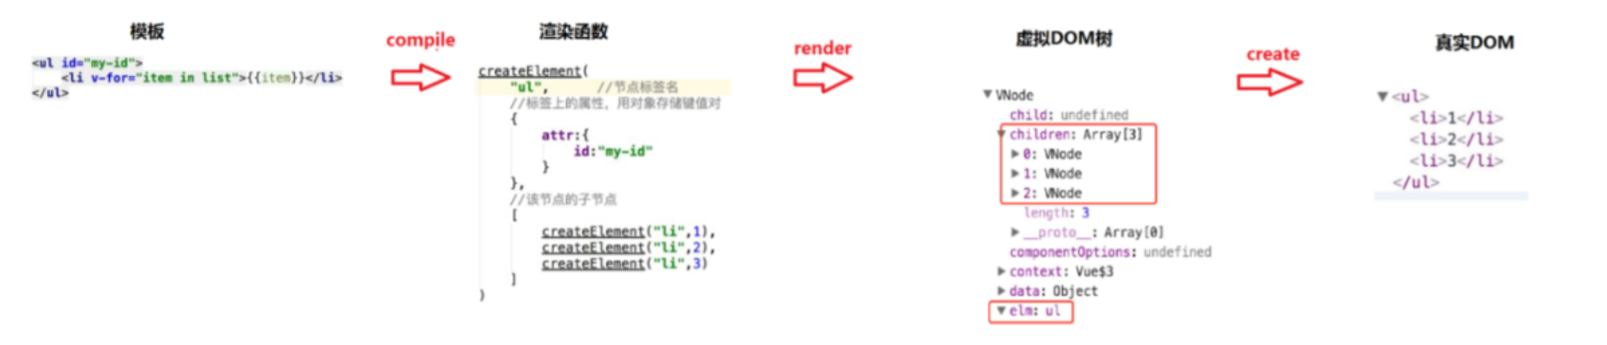 模板
<ul id="my-id">
<li v-for="item in list">{{item}}</li>
</ul>
compile
渲染函数
createElement(
"ul", //节点标签名
//标签上的属性，用对象存储键值对
{
attr:{
id:"my-id"
}
},
//该节点的子节点
[
createElement("li",1),
createElement("li",2),
createElement("li",3)
]
)
render
虚拟DOM树
▼VNode
child: undefined
▼children: Array[3]
▶0: VNode
▶1: VNode
▶2: VNode
length: 3
▶__proto__: Array[0]
componentOptions: undefined
▶context: Vue$3
▶data: Object
▼elm: ul
create
真实DOM
▼<ul>
<li>1</li>
<li>2</li>
<li>3</li>
</ul>